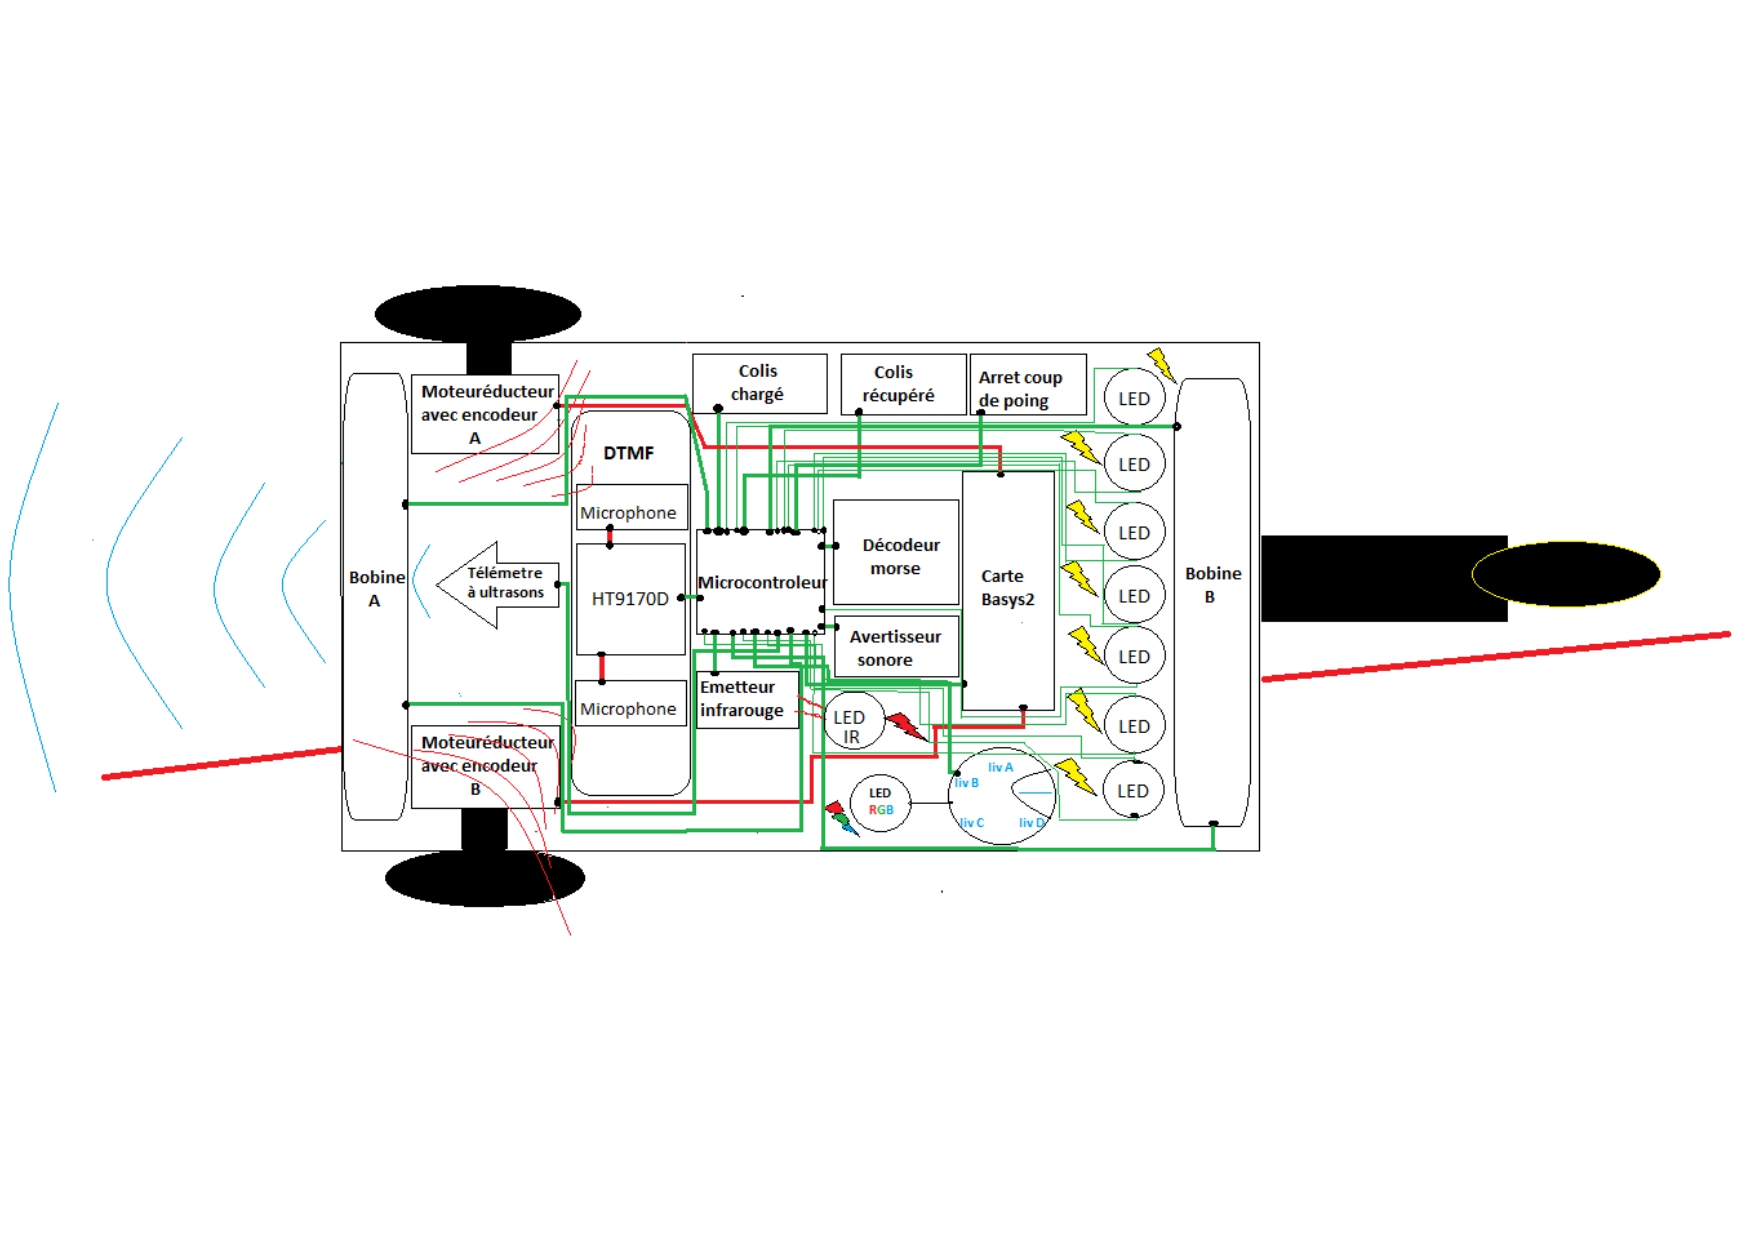 Moteuréducteur
avec encodeur
A
Colis
chargé
Colis
récupéré
Arret coup
de poing
LED
LED
LED
LED
LED
LED
LED
DTMF
Microphone
HT9170D
Microphone
Bobine
A
Télémetre
à ultrasons
Microcontroleur
Décodeur
morse
Avertisseur
sonore
Carte
Basys2
Bobine
B
Emetteur
infrarouge
LED
IR
Moteuréducteur
avec encodeur
B
LED
RGB
liv A
liv B
liv C
liv D